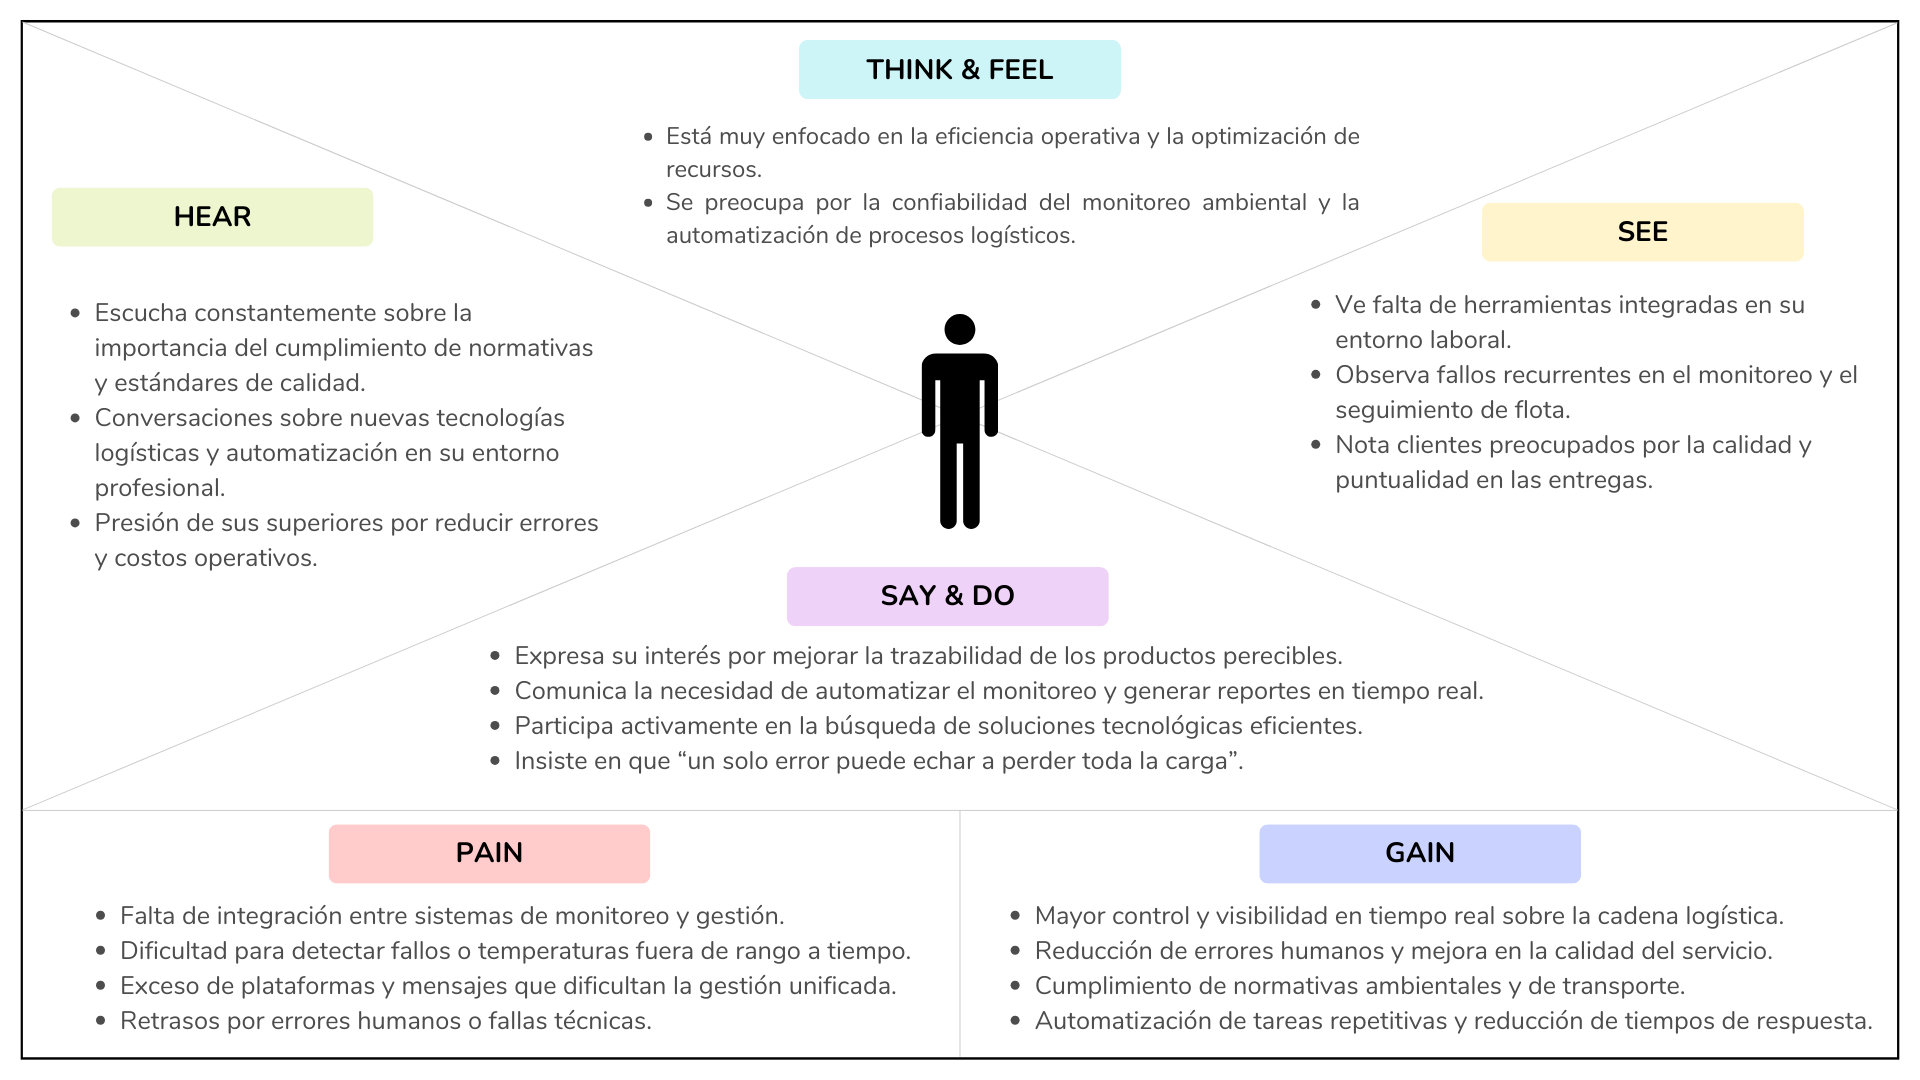 THINK & FEEL
• Está muy enfocado en la eficiencia operativa y la optimización de
recursos.
• Se preocupa por la confiabilidad del monitoreo ambiental y la
automatización de procesos logísticos.
HEAR
• Escucha constantemente sobre la
importancia del cumplimiento de normativas
y estándares de calidad.
• Conversaciones sobre nuevas tecnologías
logísticas y automatización en su entorno
profesional.
• Presión de sus superiores por reducir errores
y costos operativos.
SEE
• Ve falta de herramientas integradas en su
entorno laboral.
• Observa fallos recurrentes en el monitoreo y el
seguimiento de flota.
• Nota clientes preocupados por la calidad y
puntualidad en las entregas.
SAY & DO
• Expresa su interés por mejorar la trazabilidad de los productos perecibles.
• Comunica la necesidad de automatizar el monitoreo y generar reportes en tiempo real.
• Participa activamente en la búsqueda de soluciones tecnológicas eficientes.
• Insiste en que “un solo error puede echar a perder toda la carga”.
PAIN
• Falta de integración entre sistemas de monitoreo y gestión.
• Dificultad para detectar fallos o temperaturas fuera de rango a tiempo.
• Exceso de plataformas y mensajes que dificultan la gestión unificada.
• Retrasos por errores humanos o fallas técnicas.
GAIN
• Mayor control y visibilidad en tiempo real sobre la cadena logística.
• Reducción de errores humanos y mejora en la calidad del servicio.
• Cumplimiento de normativas ambientales y de transporte.
• Automatización de tareas repetitivas y reducción de tiempos de respuesta.